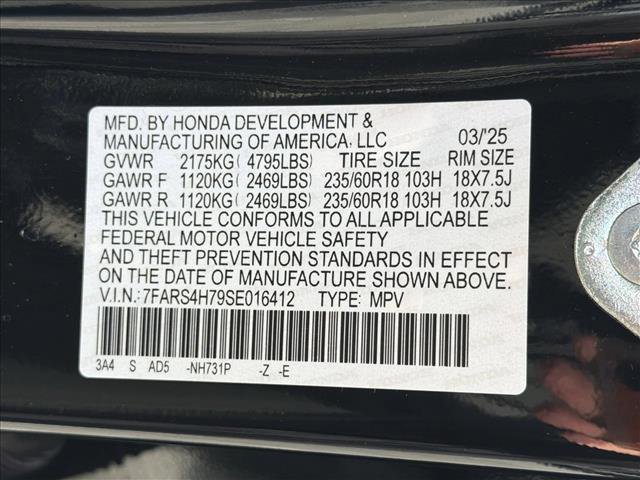 MFD. BY HONDA DEVELOPMENT &
MANUFACTURING OF AMERICA, LLC 03/'25
GVWR 2175KG( 4795LBS) TIRE SIZE RIM SIZE
GAWR F 1120KG( 2469LBS) 235/60R18 103H 18X7.5J
GAWR R 1120KG( 2469LBS) 235/60R18 103H 18X7.5J
THIS VEHICLE CONFORMS TO ALL APPLICABLE
FEDERAL MOTOR VEHICLE SAFETY
AND THEFT PREVENTION STANDARDS IN EFFECT
ON THE DATE OF MANUFACTURE SHOWN ABOVE.
V.I.N.: 7FARS4H79SE016412 TYPE: MPV
3A4 S AD5 -NH731P -Z -E